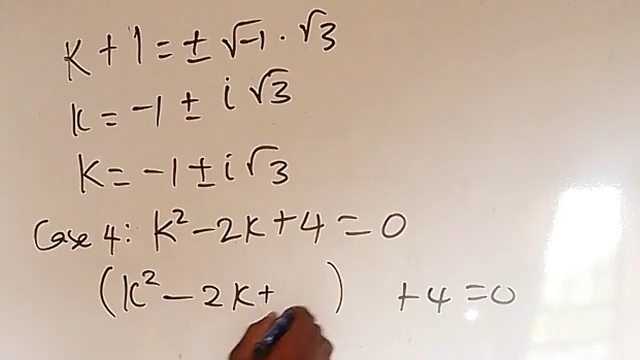 K + 1 = ± √-1 · √3
K = -1 ± i √3
K = -1 ± i √3
Case 4: K² - 2K + 4 = 0
(K² - 2K +    )    + 4 = 0